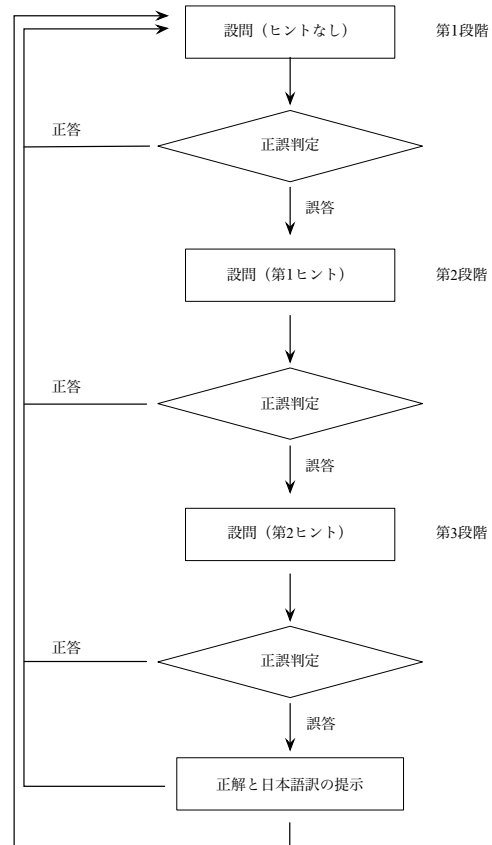 設問（ヒントなし）
第1段階
正答
正誤判定
誤答
設問（第1ヒント）
第2段階
正答
正誤判定
誤答
設問（第2ヒント）
第3段階
正答
正誤判定
誤答
正解と日本語訳の提示